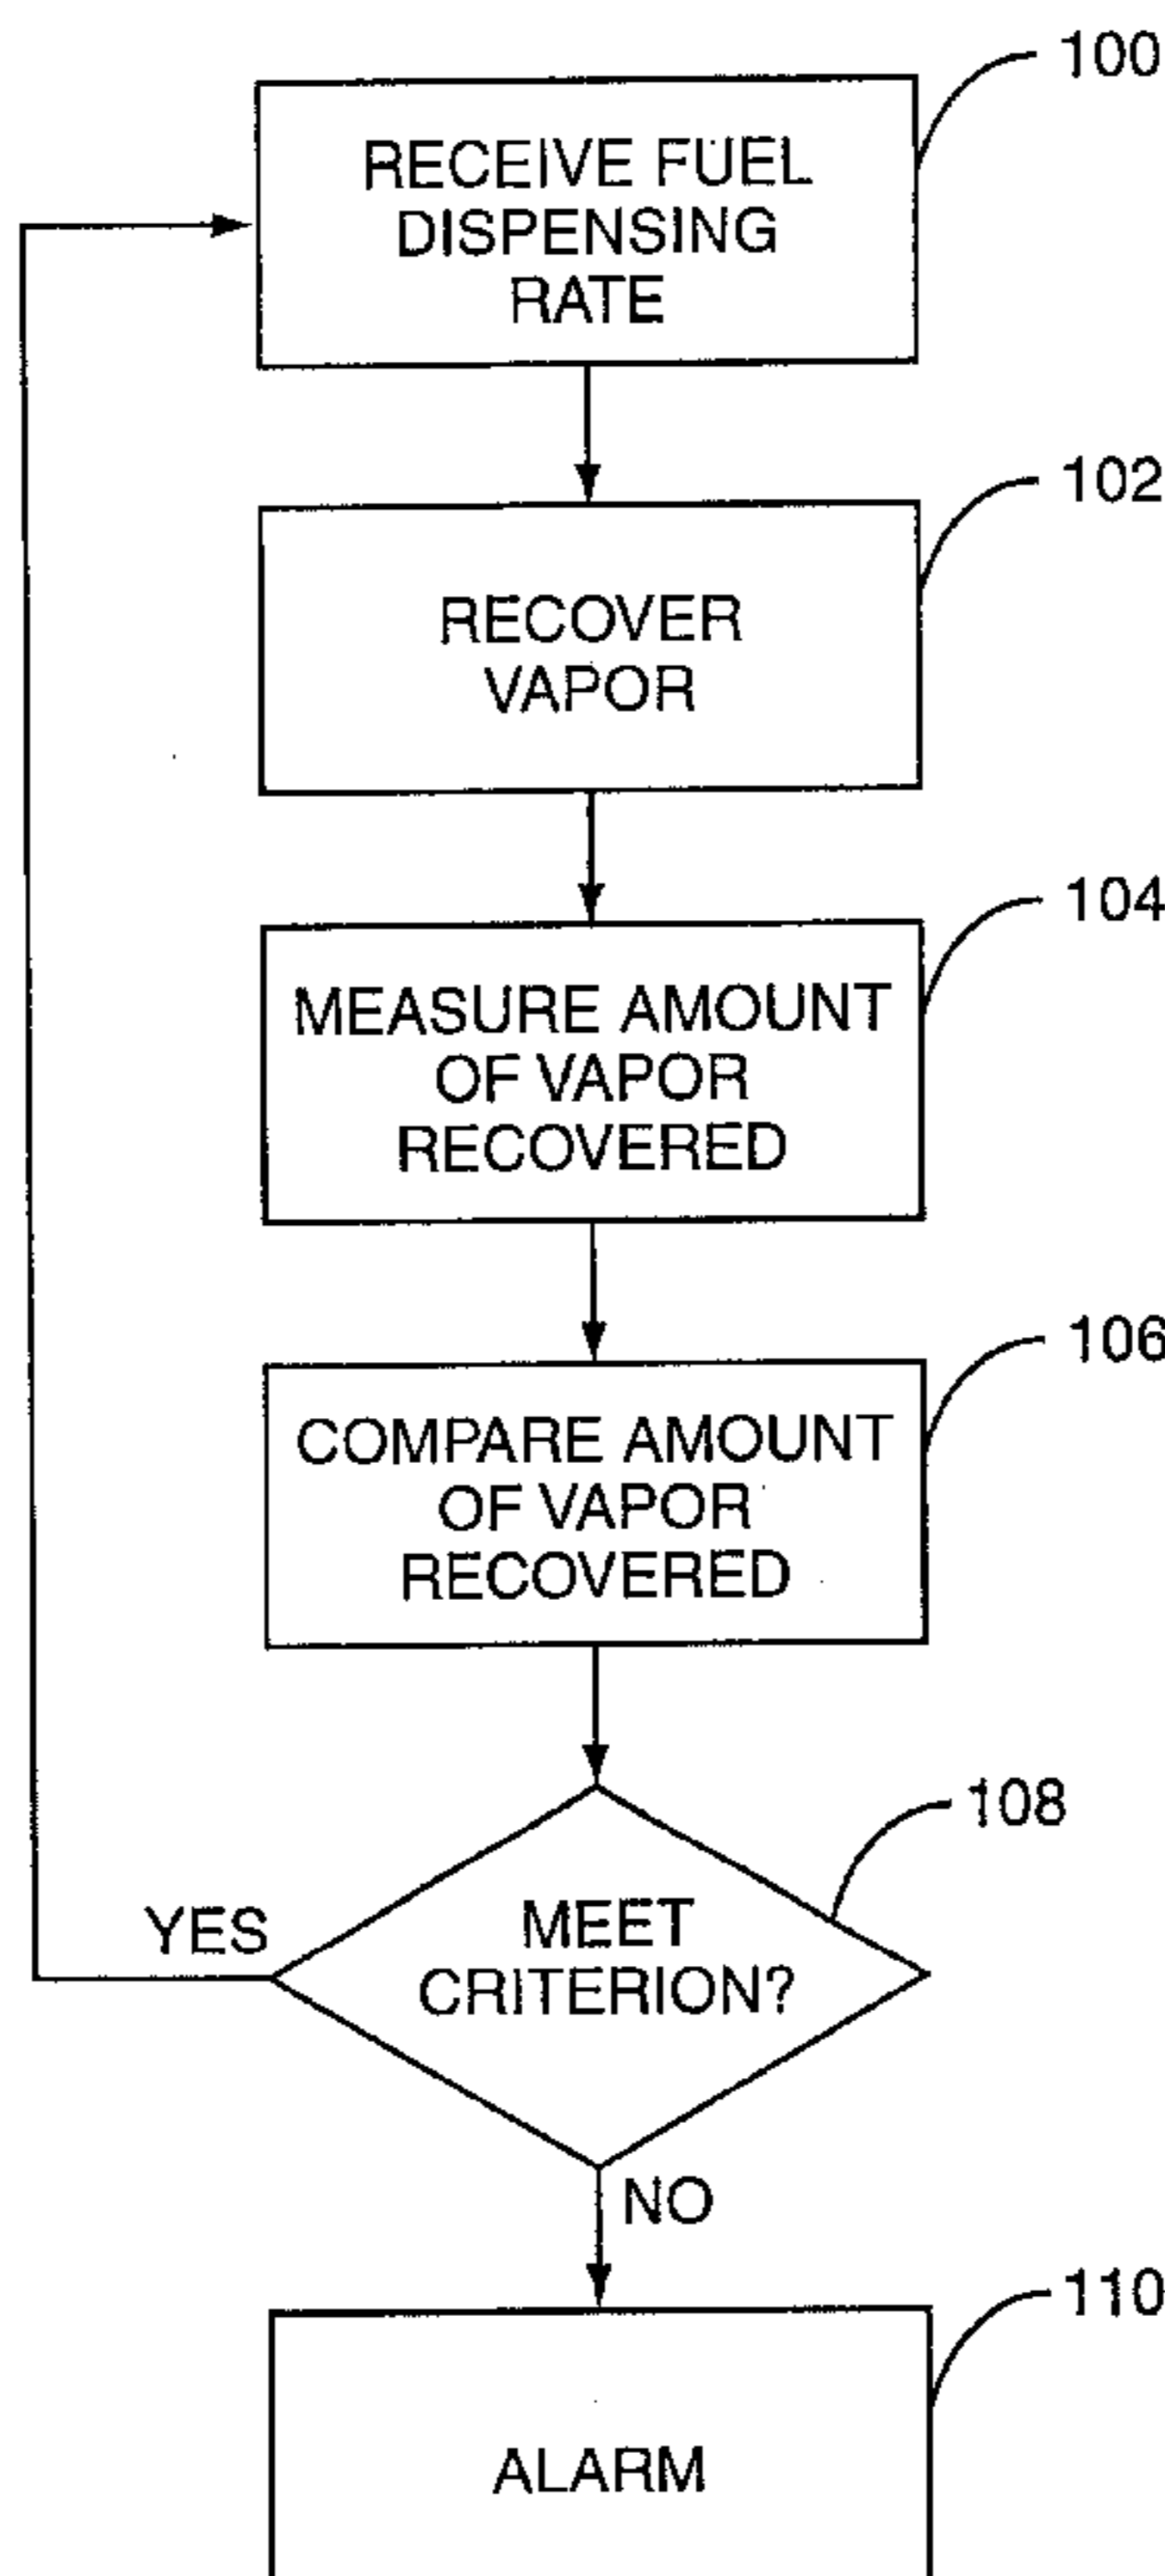 100
RECEIVE FUEL
DISPENSING
RATE
102
RECOVER
VAPOR
104
MEASURE AMOUNT
OF VAPOR
RECOVERED
106
COMPARE AMOUNT
OF VAPOR
RECOVERED
108
YES
MEET
CRITERION?
NO
110
ALARM